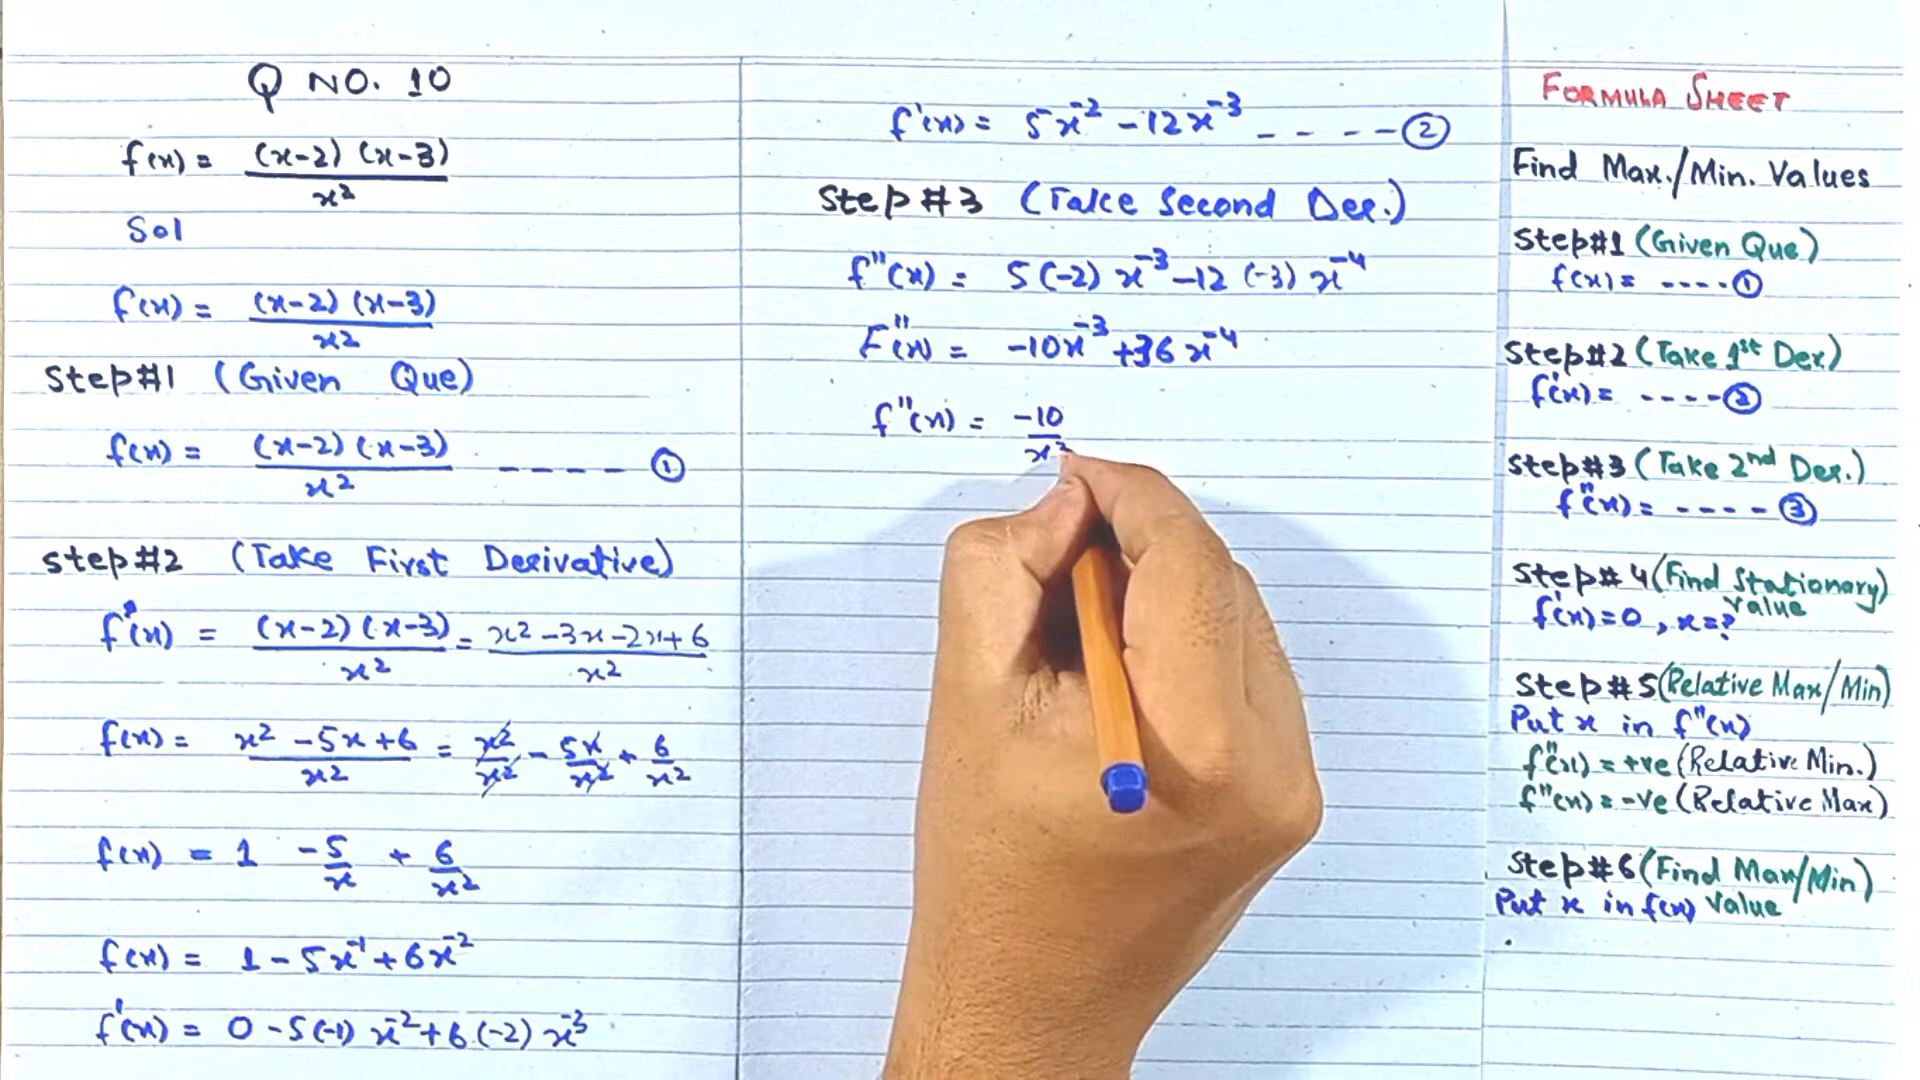 Q NO. 10
f(x) = (x-2) (x-3) / x²
Sol
f(x) = (x-2) (x-3) / x²
Step#1 (Given Que)
f(x) = (x-2) (x-3) / x² ---- ①
Step#2 (Take First Derivative)
f'(x) = (x-2) (x-3) / x² = x² -3x -2x + 6 / x²
f(x) = x² -5x +6 / x² = x²/x² - 5x/x² + 6/x²
f(x) = 1 -5/x + 6/x²
f(x) = 1 - 5x⁻¹ + 6x⁻²
f'(x) = 0 -5(-1) x⁻² + 6 (-2) x⁻³
f'(x) = 5x⁻² -12x⁻³ ---- ②
Step#3 (Take Second Der.)
f''(x) = 5 (-2) x⁻³ -12 (-3) x⁻⁴
F''(x) = -10x⁻³ +36 x⁻⁴
f''(x) = -10 / x³
FORMULA SHEET
Find Max./Min. Values
Step#1 (Given Que)
f(x) = ---- ①
Step#2 (Take 1st Der.)
f'(x) = ---- ②
Step#3 (Take 2nd Der.)
f''(x) = ---- ③
Step#4 (Find Stationary)
Value
f'(x)=0 , x=?
Step#5 (Relative Max/Min)
Put x in f''(x)
f''(x) = +ve (Relative Min.)
f''(x) = -ve (Relative Max)
Step#6 (Find Max/Min)
Put x in f(x) Value